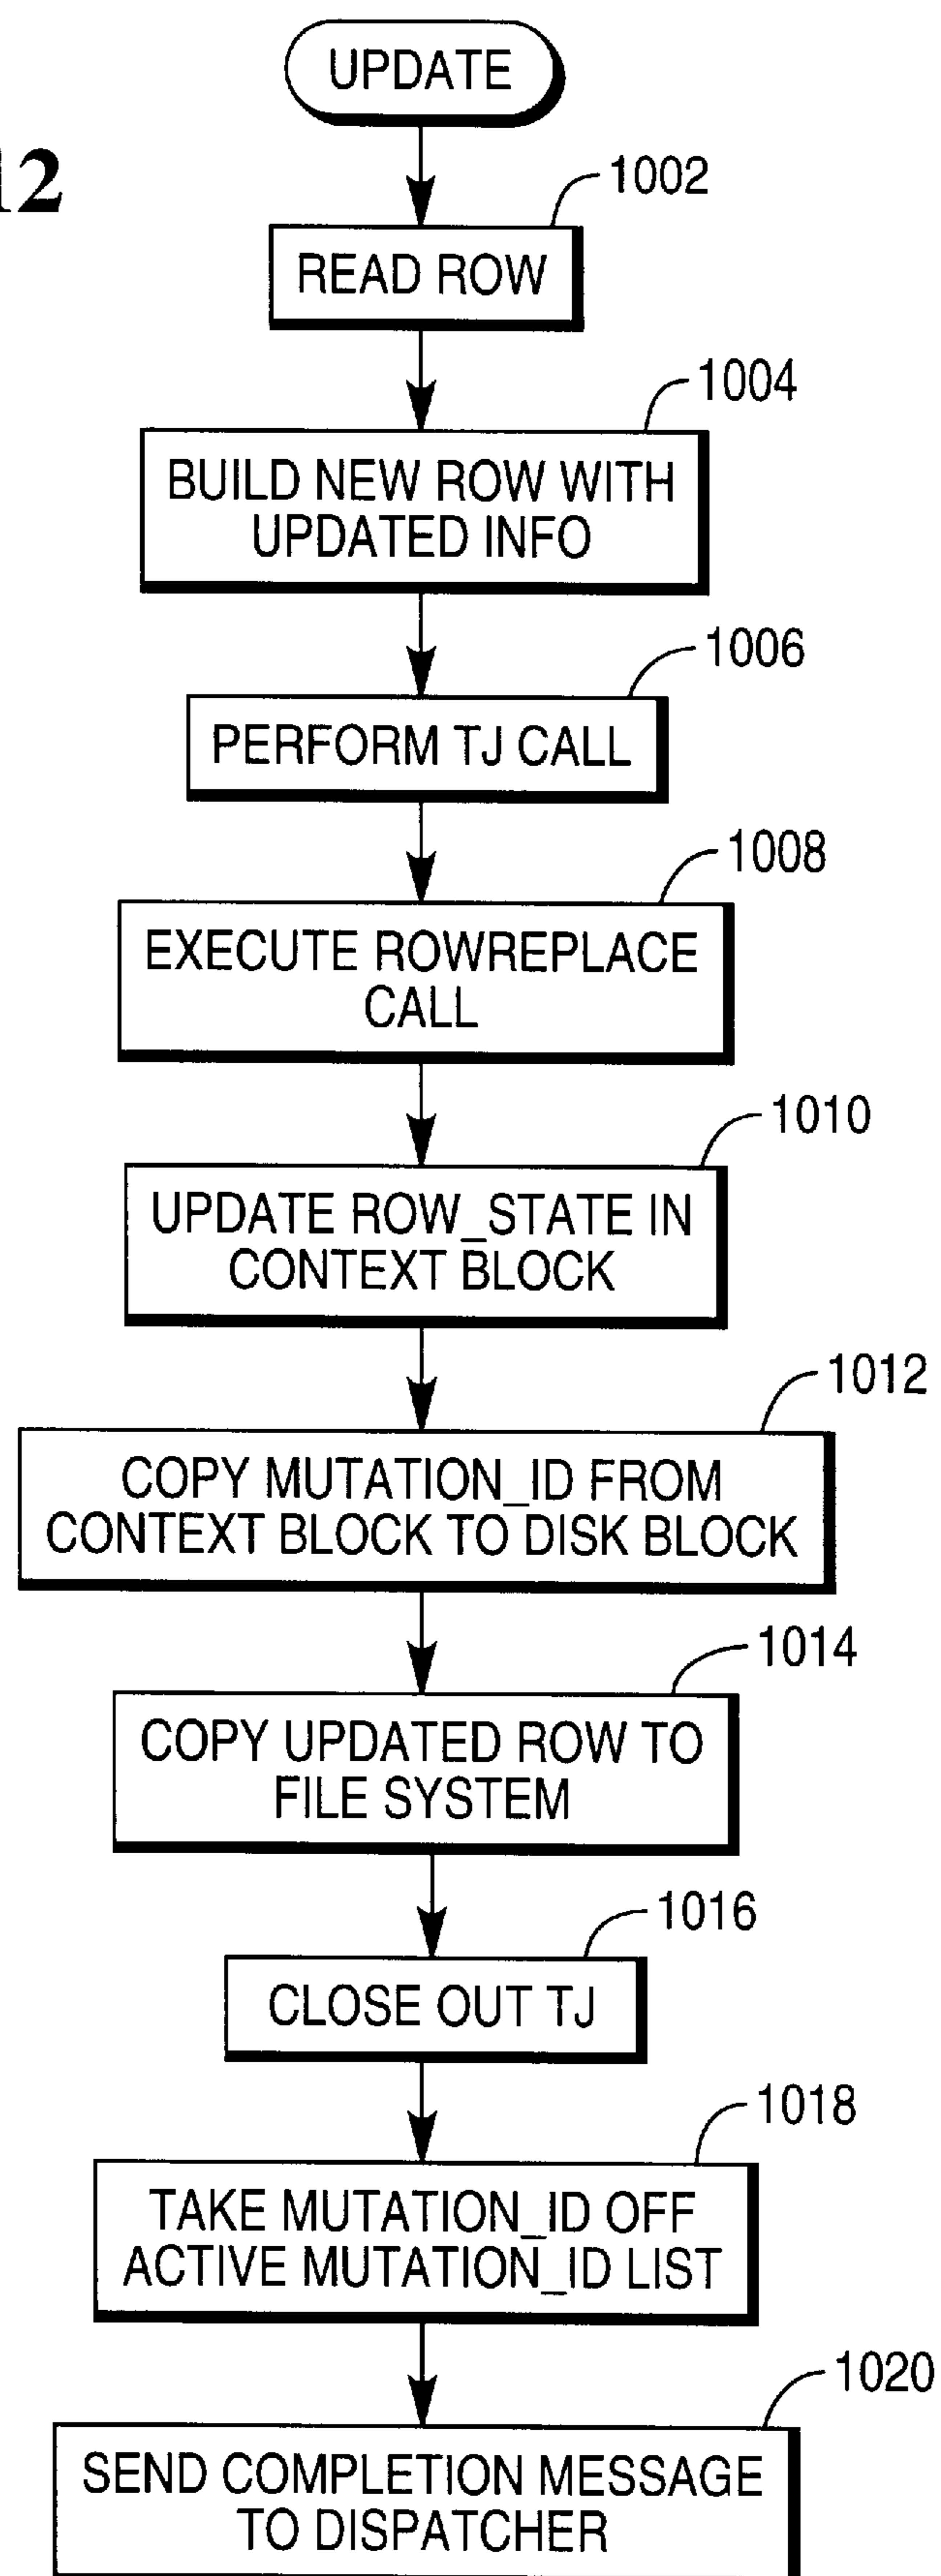 UPDATE
12
1002
READ ROW
1004
BUILD NEW ROW WITH
UPDATED INFO
1006
PERFORM TJ CALL
1008
EXECUTE ROWREPLACE
CALL
1010
UPDATE ROW_STATE IN
CONTEXT BLOCK
1012
COPY MUTATION_ID FROM
CONTEXT BLOCK TO DISK BLOCK
1014
COPY UPDATED ROW TO
FILE SYSTEM
1016
CLOSE OUT TJ
1018
TAKE MUTATION_ID OFF
ACTIVE MUTATION_ID LIST
1020
SEND COMPLETION MESSAGE
TO DISPATCHER